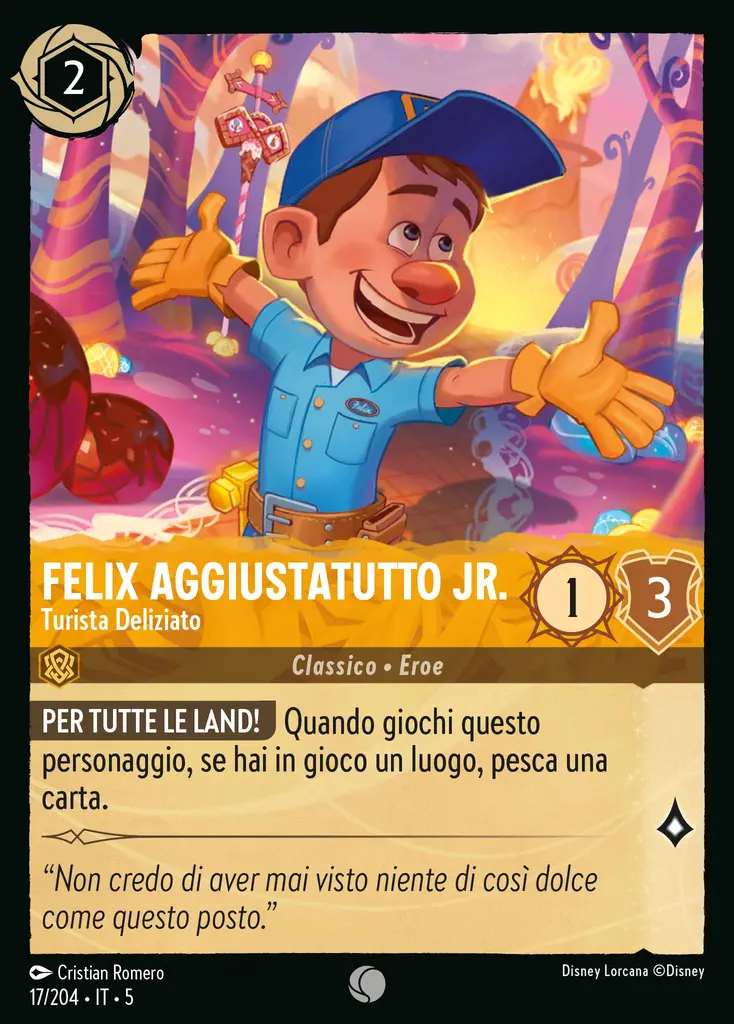 2
Felix
FELIX AGGIUSTATUTTO JR.
Turista Deliziato
1
3
Classico • Eroe
PER TUTTE LE LAND! Quando giochi questo
personaggio, se hai in gioco un luogo, pesca una
carta.
“Non credo di aver mai visto niente di così dolce
come questo posto.”
Cristian Romero
Disney Lorcana ©Disney
17/204 • IT • 5